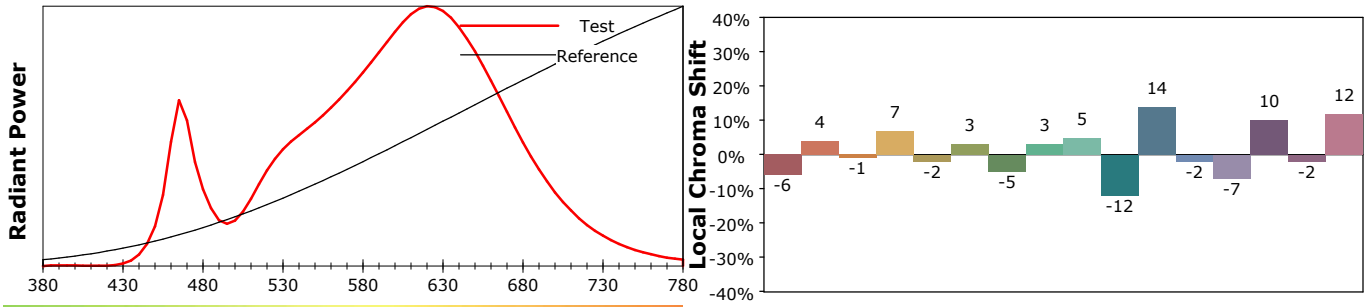 Radiant Power
Test
Reference
380 430 480 530 580 630 680 730 780
Local Chroma Shift
40%
30%
20%
10%
0%
-10%
-20%
-30%
-40%
-6 4 -1 7 -2 3 -5 3 5 -12 14 -2 -7 10 -2 12